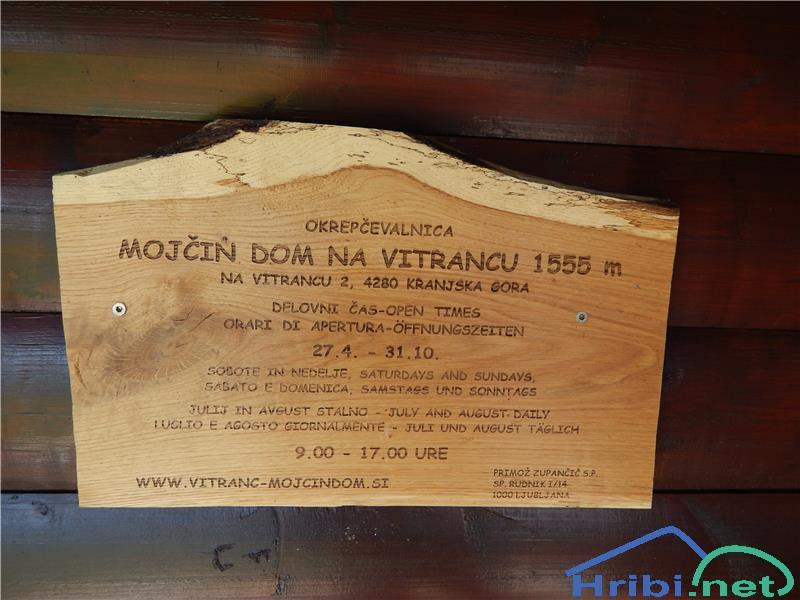 OKREPČEVALNICA
MOJČIN DOM NA VITRANCU 1555 m
NA VITRANCU 2, 4280 KRANJSKA GORA
DELOVNI ČAS-OPEN TIMES
ORARI DI APERTURA-ÖFFNUNGSZEITEN
27.4. - 31.10.
SOBOTE IN NEDELJE, SATURDAYS AND SUNDAYS,
SABATO E DOMENICA, SAMSTAGS UND SONNTAGS
JULIJ IN AVGUST STALNO - JULY AND AUGUST DAILY
LUGLIO E AGOSTO GIORNALMENTE - JULI UND AUGUST TÄGLICH
9.00 - 17.00 URE
WWW.VITRANC-MOJCINDOM.SI
PRIMOŽ ZUPANČIČ S.P.
SP. RUDNIK I/14
1000 LJUBLJANA
Hribi.net